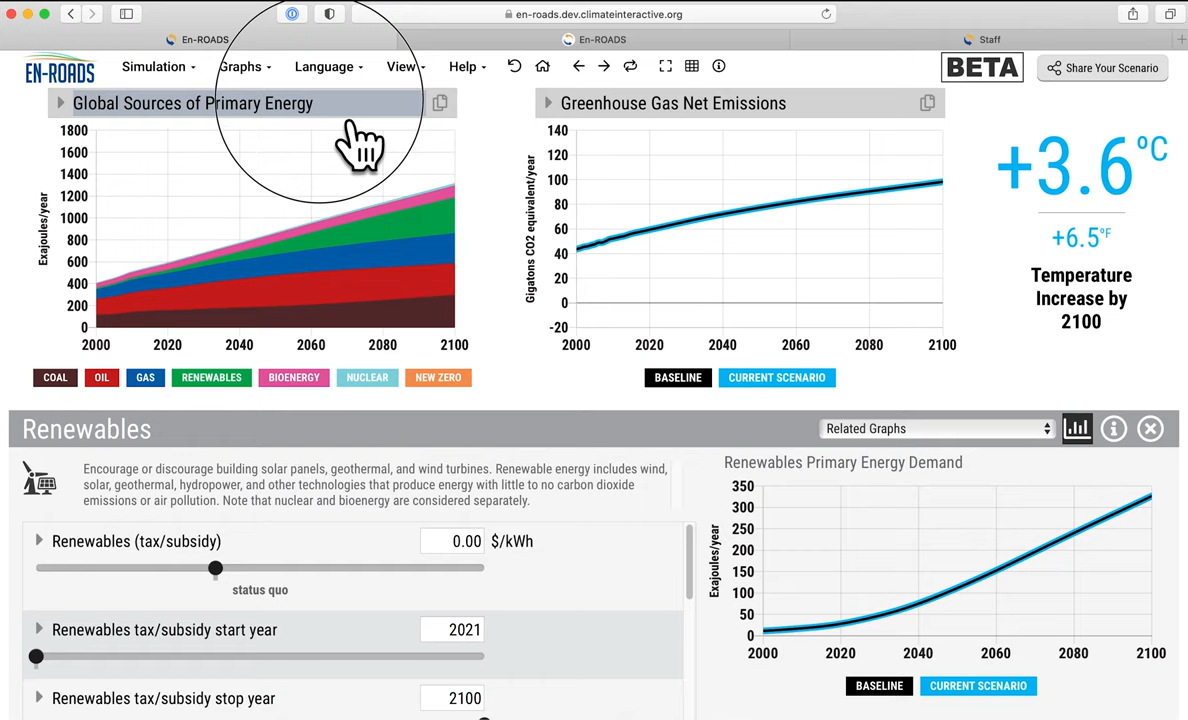 en-roads.dev.climateinteractive.org
En-ROADS
En-ROADS
Staff
EN-ROADS
Simulation
Graphs
Language
View
Help
BETA
Share Your Scenario
Global Sources of Primary Energy
1800
1600
1400
1200
1000
800
600
400
200
0
Exajoules/year
2000 2020 2040 2060 2080 2100
COAL OIL GAS RENEWABLES BIOENERGY NUCLEAR NEW ZERO
Greenhouse Gas Net Emissions
140
120
100
80
60
40
20
0
-20
Gigatons CO2 equivalent/year
2000 2020 2040 2060 2080 2100
BASELINE CURRENT SCENARIO
+3.6 ºC
+6.5°F
Temperature
Increase by
2100
Renewables
Related Graphs
Encourage or discourage building solar panels, geothermal, and wind turbines. Renewable energy includes wind,
solar, geothermal, hydropower, and other technologies that produce energy with little to no carbon dioxide
emissions or air pollution. Note that nuclear and bioenergy are considered separately.
Renewables (tax/subsidy) 0.00 $/kWh
status quo
Renewables tax/subsidy start year 2021
Renewables tax/subsidy stop year 2100
Renewables Primary Energy Demand
350
300
250
200
150
100
50
0
Exajoules/year
2000 2020 2040 2060 2080 2100
BASELINE CURRENT SCENARIO